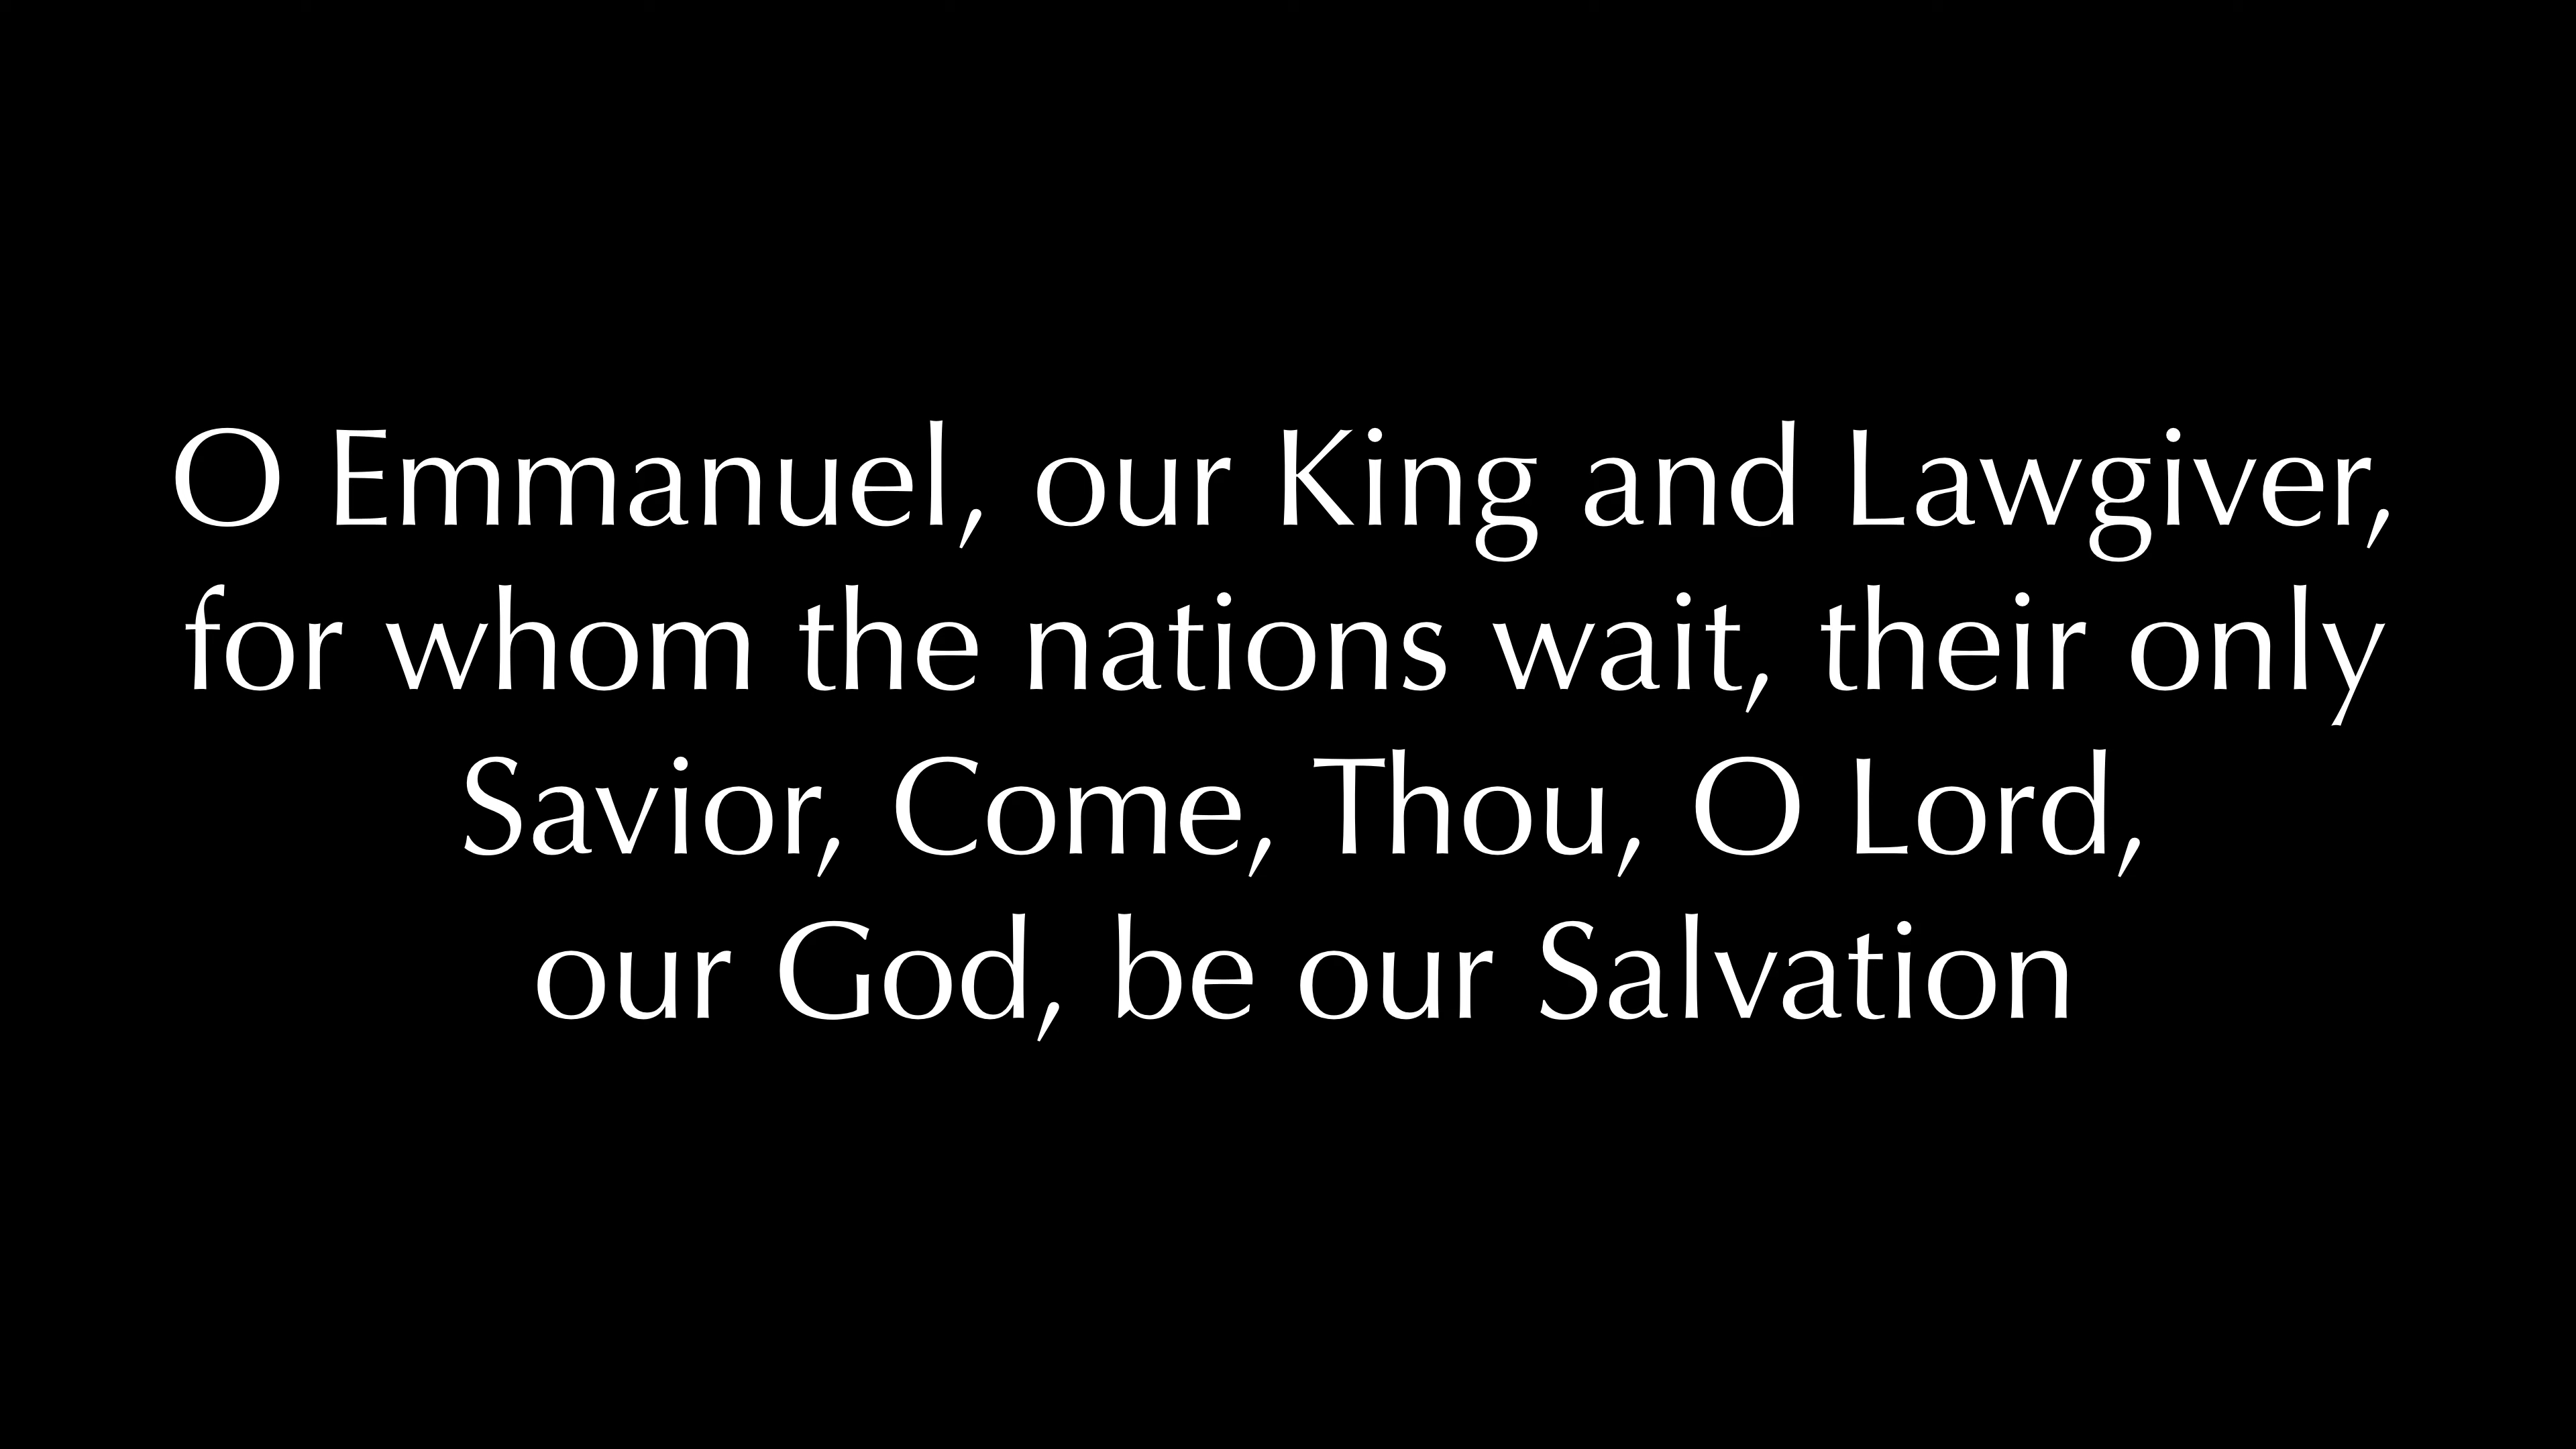 O Emmanuel, our King and Lawgiver,
for whom the nations wait, their only
Savior, Come, Thou, O Lord,
our God, be our Salvation